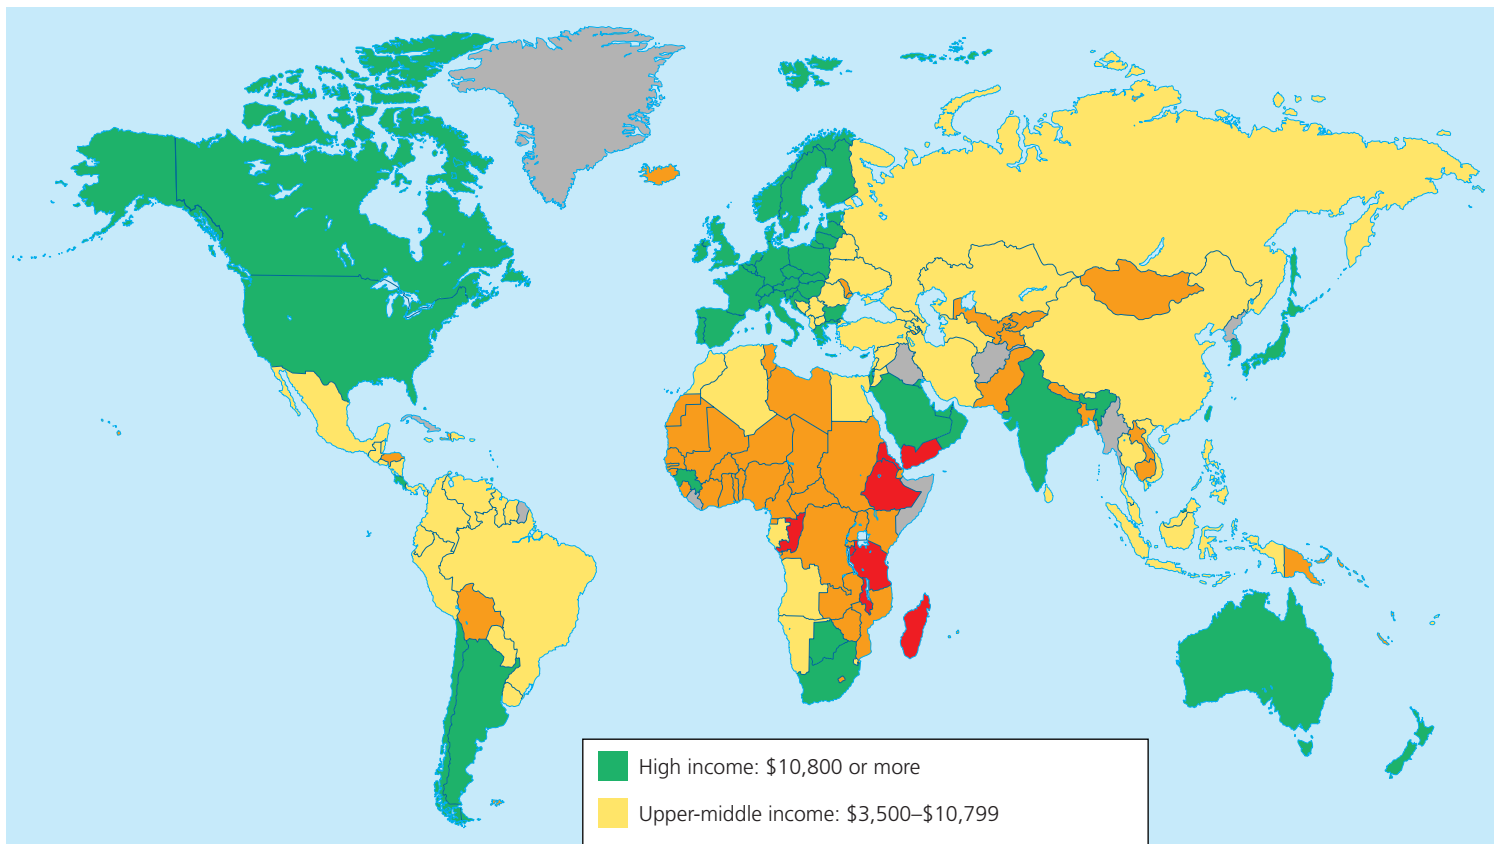 High income: $10,800 or more
Upper-middle income: $3,500–$10,799